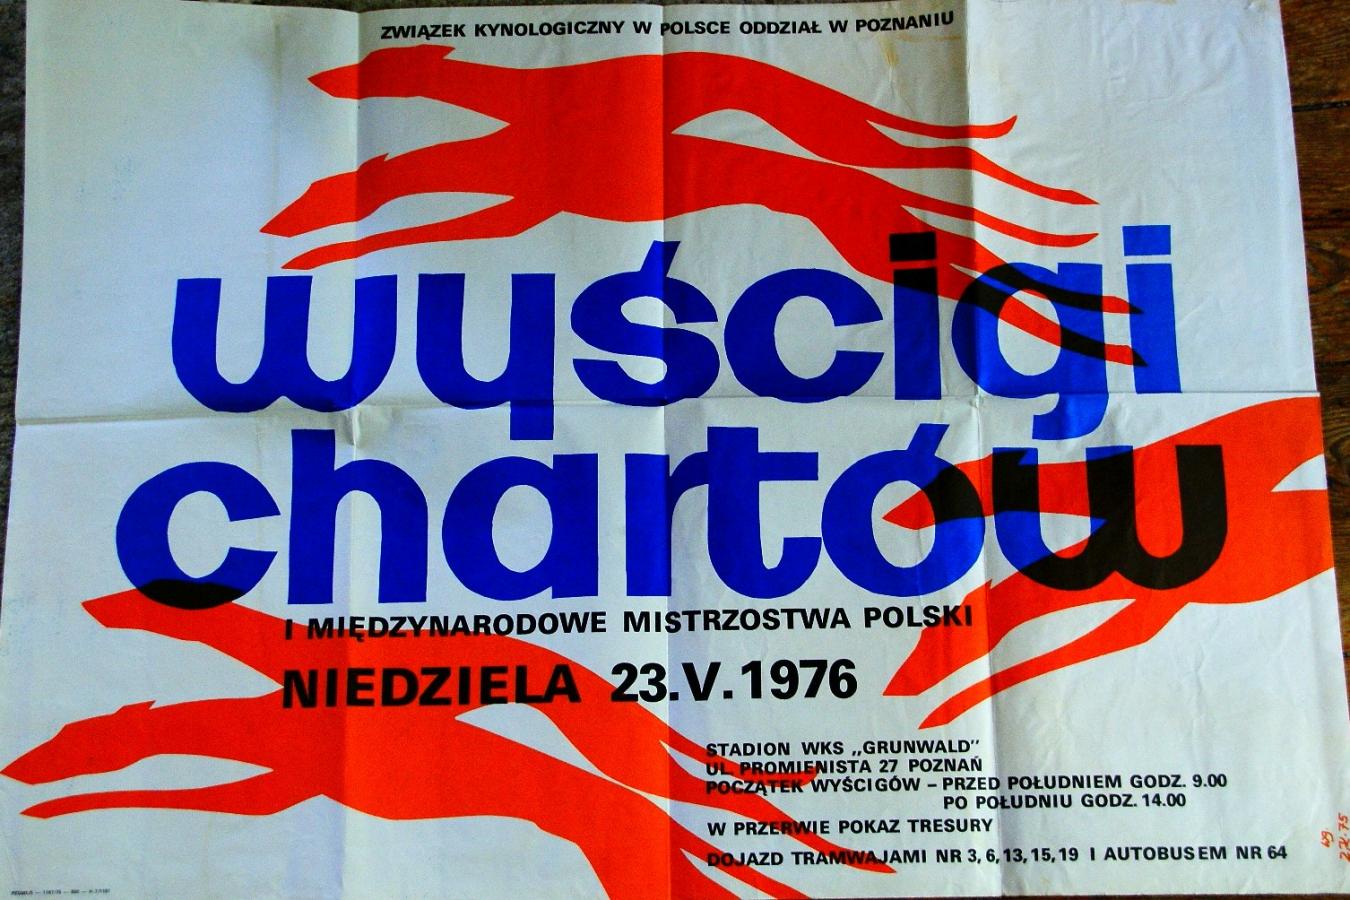 ZWIĄZEK KYNOLOGICZNY W POLSCE ODDZIAŁ W POZNANIU
wyścigi
chartów
I MIĘDZYNARODOWE MISTRZOSTWA POLSKI
NIEDZIELA 23.V.1976
STADION WKS „GRUNWALD”
UL. PROMIENISTA 27 POZNAŃ
POCZĄTEK WYŚCIGÓW – PRZED POŁUDNIEM GODZ. 9.00
PO POŁUDNIU GODZ. 14.00
W PRZERWIE POKAZ TRESURY
DOJAZD TRAMWAJAMI NR 3, 6, 13, 15, 19 I AUTOBUSEM NR 64